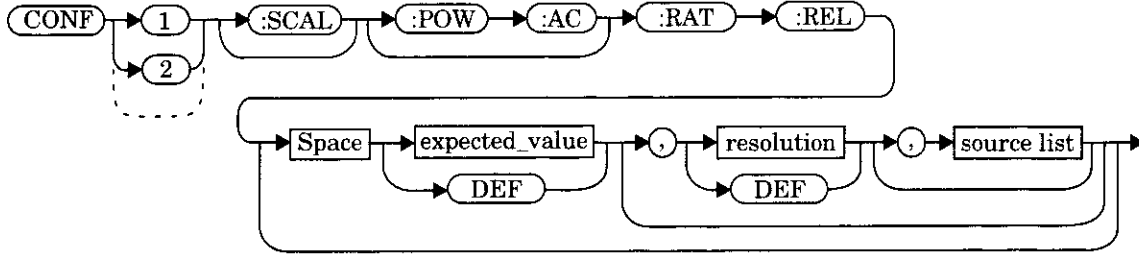 CONF 1 :SCAL :POW :AC :RAT :REL
2
Space expected_value , resolution , source list
DEF DEF